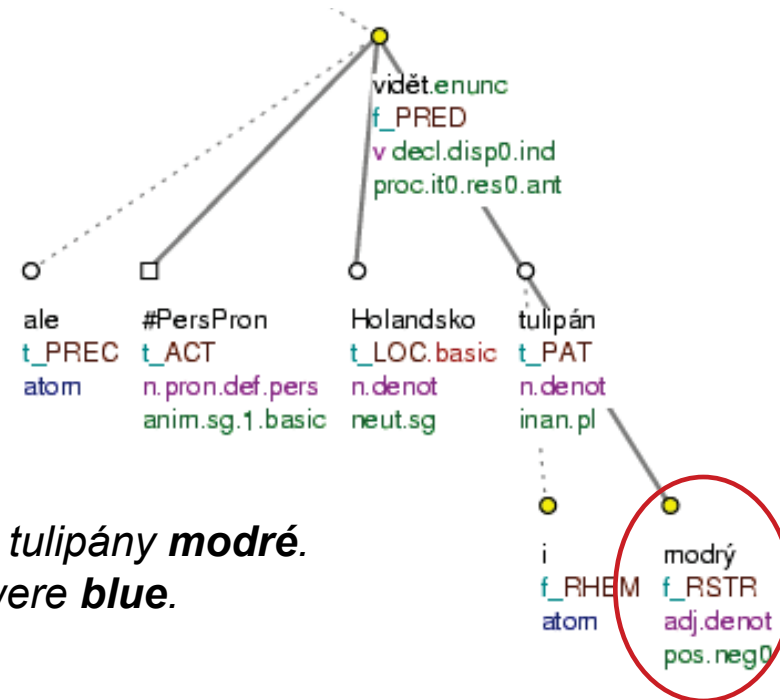 vidět.enunc
f_PRED
v decl.disp0.ind
proc.it0.res0.ant
ale #PersPron Holandsko tulipán
t_PREC t_ACT t_LOC.basic t_PAT
atom n.pron.def.pers n.denot n.denot
anim.sg.1.basic neut.sg inan.pl
i modrý
f_RHEM f_RSTR
atom adj.denot
pos.neg0
tulipány modré.
were blue.